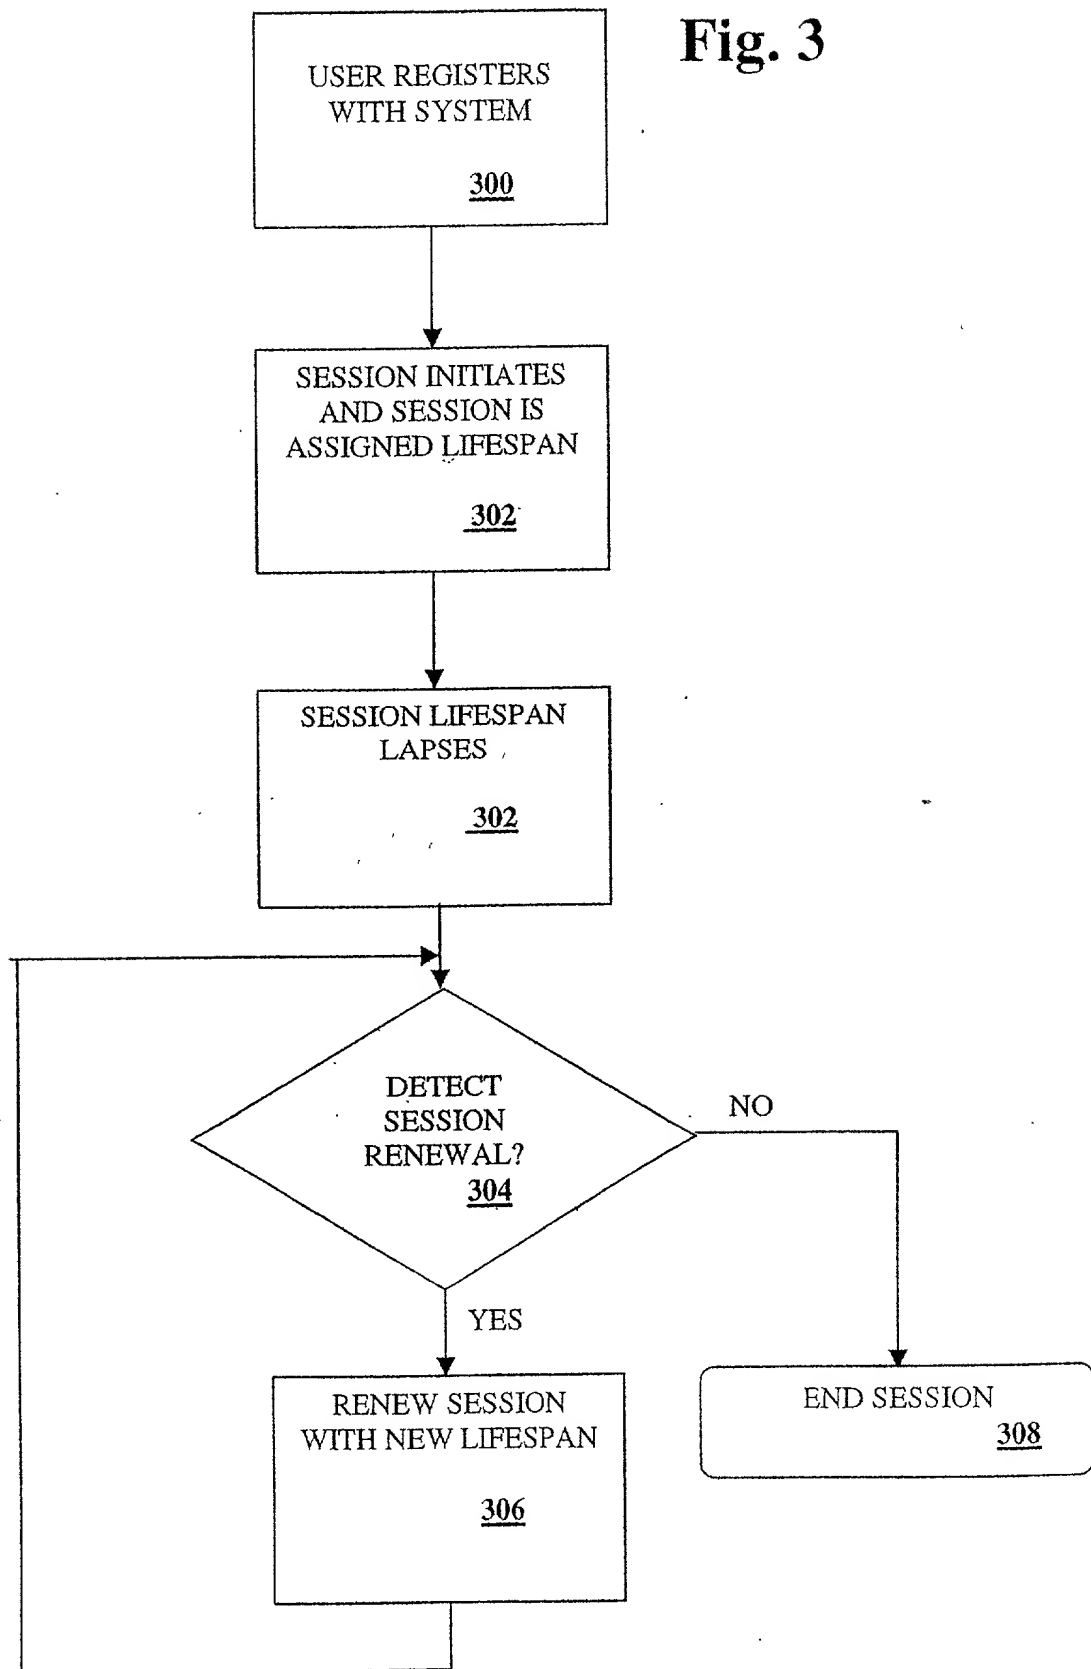 Fig. 3
USER REGISTERS
WITH SYSTEM
300
SESSION INITIATES
AND SESSION IS
ASSIGNED LIFESPAN
302
SESSION LIFESPAN
LAPSES
302
DETECT
SESSION
RENEWAL?
304
NO
YES
RENEW SESSION
WITH NEW LIFESPAN
306
END SESSION
308